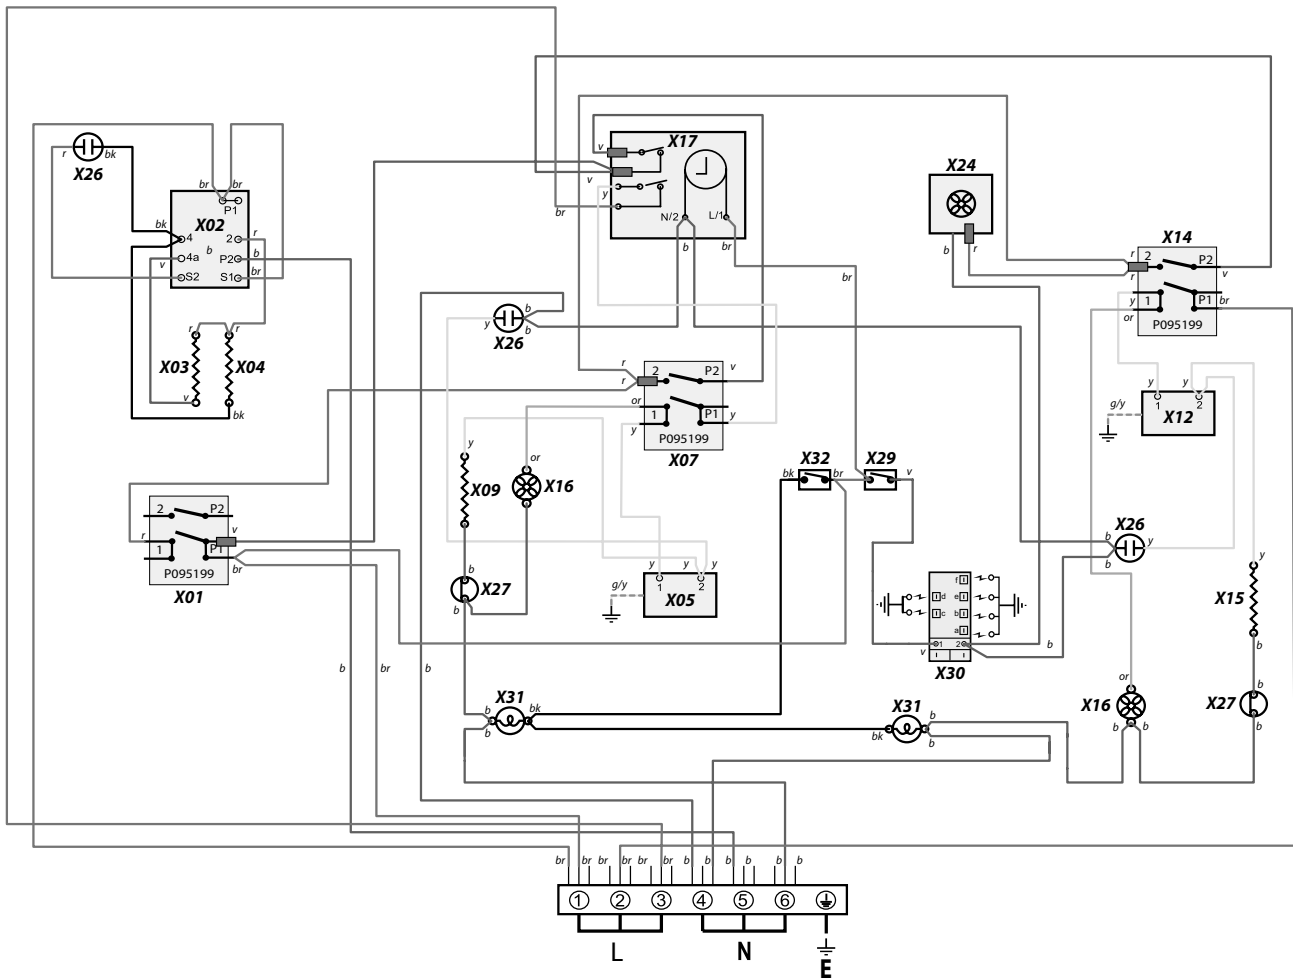 r
bk
X26
br
br
P1
bk
X02
4
2
r
b
4a
P2
b
v
S2
S1
br
r
r
X03
X04
v
bk
X17
v
v
y
br
N/2
L/1
b
br
br
X24
b
r
X14
r
2
P2
r
v
y
1
P1
br
or
P095199
b
y
b
X26
r
2
P2
v
r
or
1
P1
y
y
P095199
X07
y
y
y
g/y
1
2
X12
y
or
X09
X16
X32
X29
bk
br
v
2
P2
r
v
1
P1
br
P095199
X01
X26
b
y
b
b
X27
b
y
y
y
g/y
1
2
X05
f
d
e
c
b
a
1
2
v
b
X30
y
X15
b
b
br
b
X31
b
bk
b
X31
b
bk
b
or
X16
b
b
b
X27
b
br
br
br
br
br
br
b
b
b
b
b
b
1
2
3
4
5
6
L
N
E